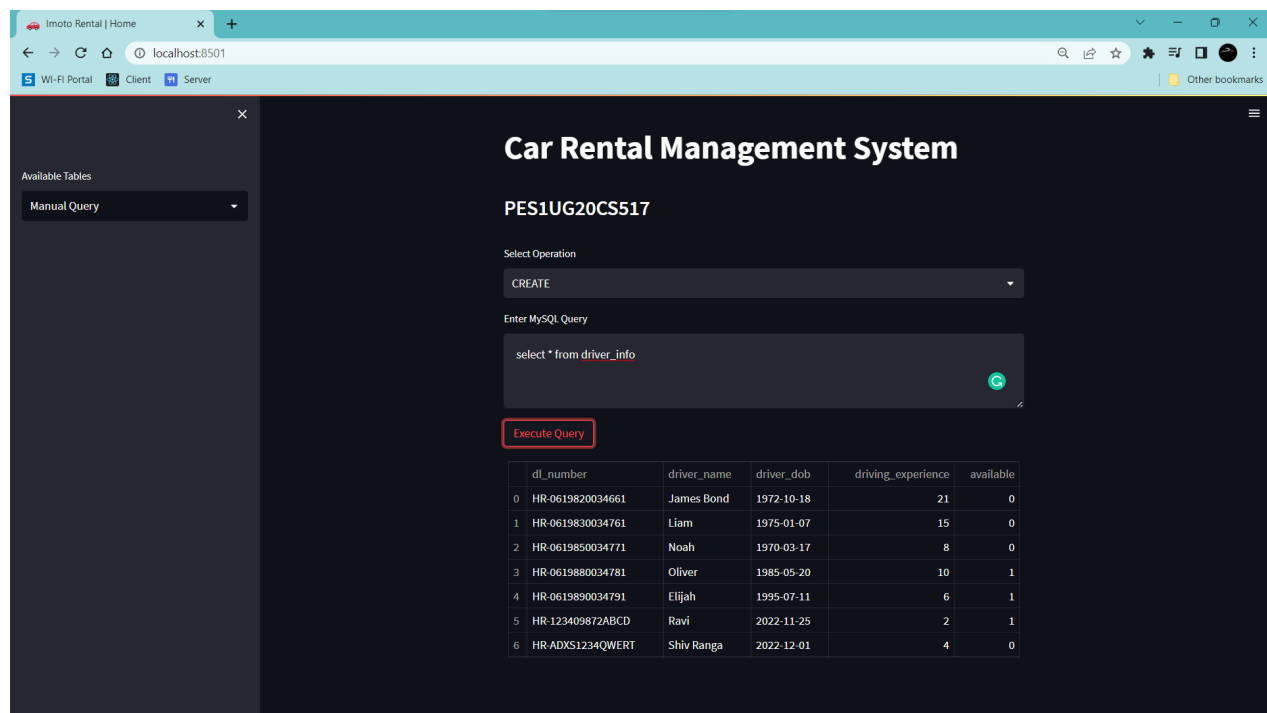 Imoto Rental | Home
localhost:8501
WI-FI Portal Client Server Other bookmarks
Available Tables
Manual Query
Car Rental Management System
PES1UG20CS517
Select Operation
CREATE
Enter MySQL Query
select * from driver_info
Execute Query
dl_number driver_name driver_dob driving_experience available
0 HR-0619820034661 James Bond 1972-10-18 21 0
1 HR-0619830034761 Liam 1975-01-07 15 0
2 HR-0619850034771 Noah 1970-03-17 8 0
3 HR-0619880034781 Oliver 1985-05-20 10 1
4 HR-0619890034791 Elijah 1995-07-11 6 1
5 HR-123409872ABCD Ravi 2022-11-25 2 1
6 HR-ADXS1234QWERT Shiv Ranga 2022-12-01 4 0